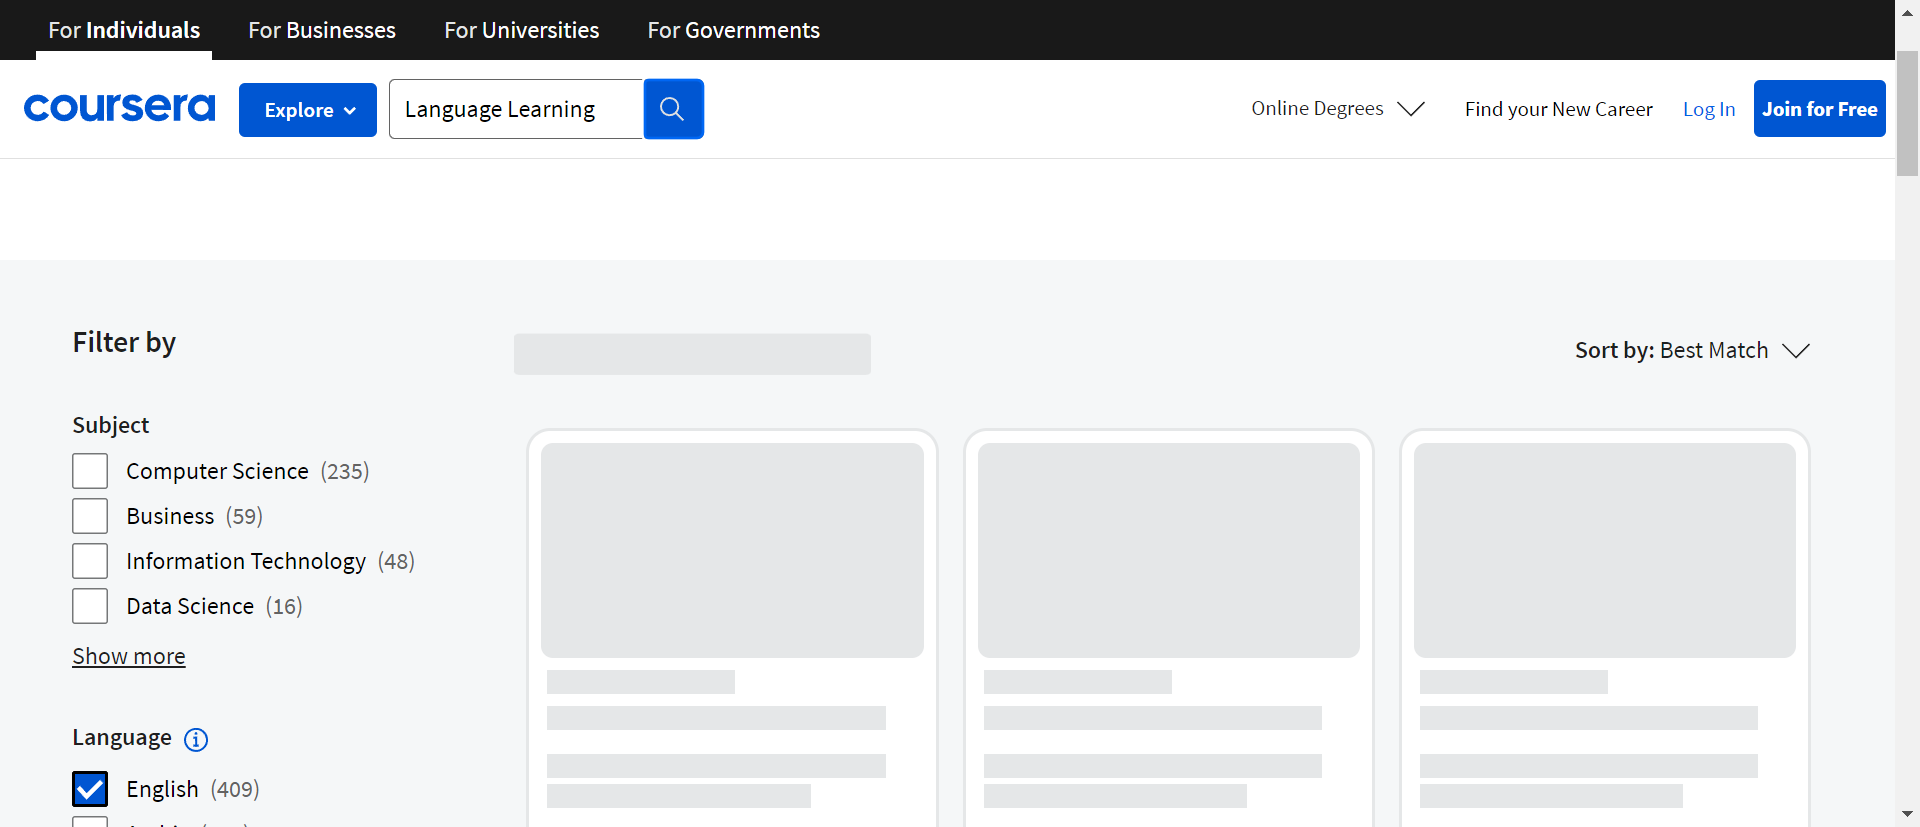 For Individuals For Businesses For Universities For Governments
coursera Explore Language Learning Online Degrees Find your New Career Log In Join for Free
Filter by
Sort by: Best Match
Subject
Computer Science (235)
Business (59)
Information Technology (48)
Data Science (16)
Show more
Language
English (409)